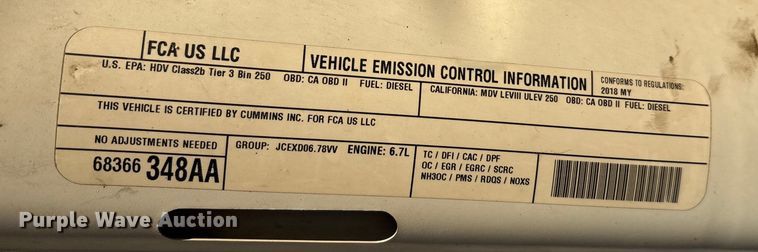 FCA US LLC
VEHICLE EMISSION CONTROL INFORMATION
CONFORMS TO REGULATIONS:
2018 MY
U.S. EPA: HDV Class2b Tier 3 Bin 250 OBD: CA OBD II FUEL: DIESEL
CALIFORNIA: MDV LEVIII ULEV 250 OBD: CA OBD II FUEL: DIESEL
THIS VEHICLE IS CERTIFIED BY CUMMINS INC. FOR FCA US LLC
NO ADJUSTMENTS NEEDED
68366 348AA
GROUP: JCEXD06.78VV ENGINE: 6.7L
TC / DFI / CAC / DPF
OC / EGR / EGRC / SCRC
NH3OC / PMS / RDQS / NOXS
Purple Wave Auction